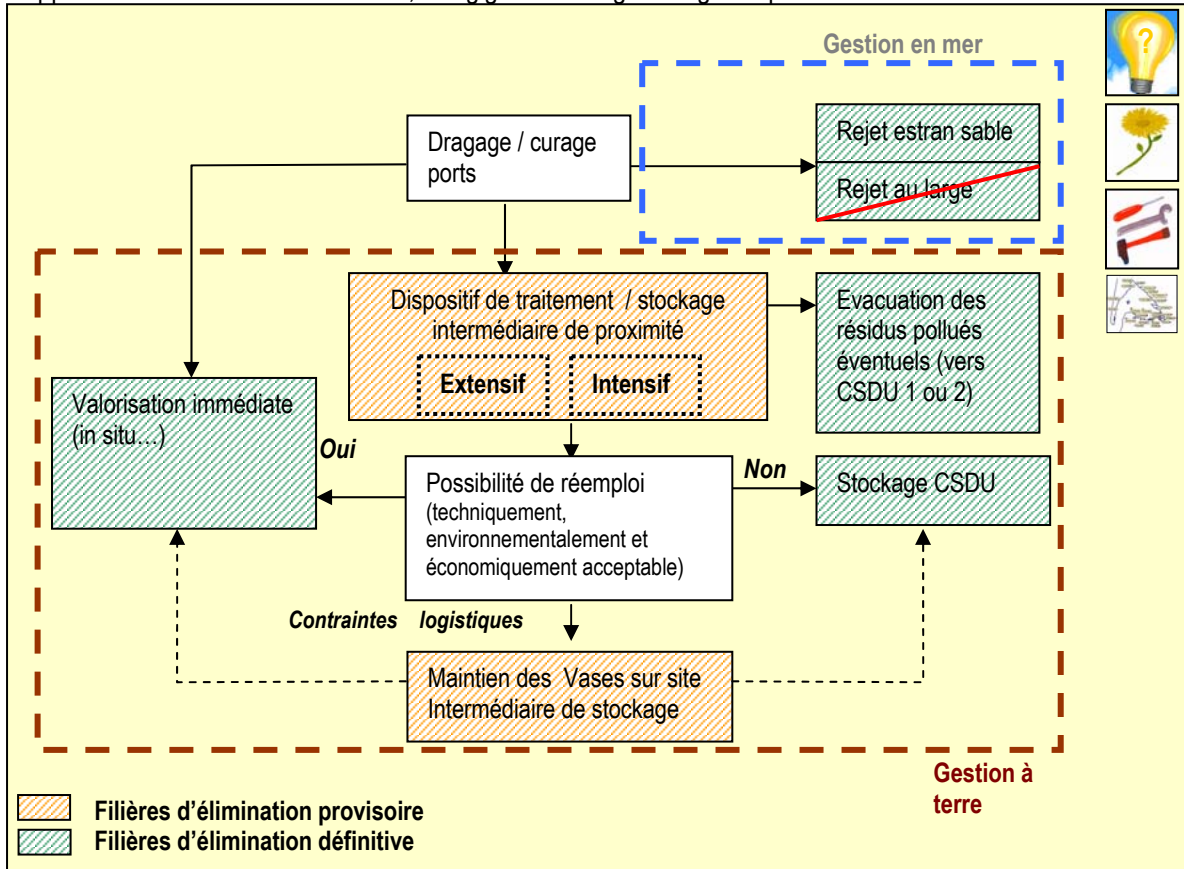 Gestion en mer
Dragage / curage
ports
Rejet estran sable
Rejet au large
Dispositif de traitement / stockage
intermédiaire de proximité
Extensif
Intensif
Evacuation des
résidus pollués
éventuels (vers
CSDU 1 ou 2)
Valorisation immédiate
(in situ…)
Oui
Possibilité de réemploi
(techniquement,
environnementalement et
économiquement acceptable)
Non
Stockage CSDU
Contraintes logistiques
Maintien des Vases sur site
Intermédiaire de stockage
Gestion à
terre
Filières d'élimination provisoire
Filières d'élimination définitive